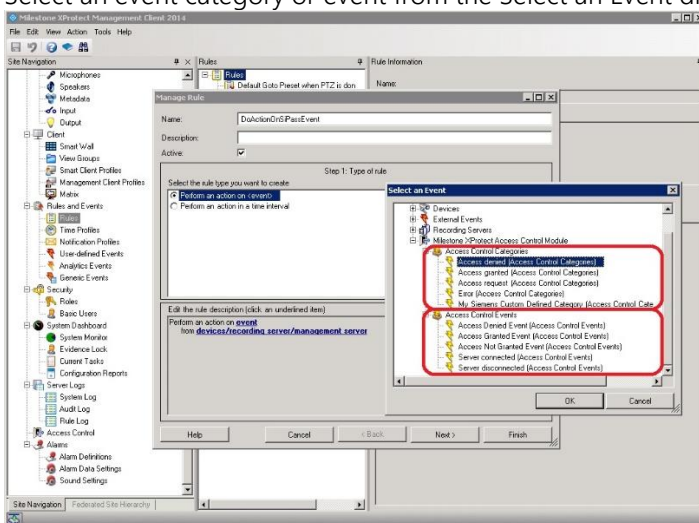 Select an event category or event from the Select an Event di
Milestone XProtect Management Client 2014
File Edit View Action Tools Help
Site Navigation
Microphones
Speakers
Metadata
Input
Output
Client
Smart Wall
View Groups
Smart Client Profiles
Management Client Profiles
Matrix
Rules and Events
Rules
Time Profiles
Notification Profiles
User-defined Events
Analytics Events
Generic Events
Security
Roles
Basic Users
System Dashboard
System Monitor
Evidence Lock
Current Tasks
Configuration Reports
Server Logs
System Log
Audit Log
Rule Log
Access Control
Alarms
Alarm Definitions
Alarm Data Settings
Sound Settings
Site Navigation Federated Site Hierarchy
Rules
Rules
Default Goto Preset when PTZ is don
Rule Information
Name:
Manage Rule
Name: DoActionOnSiPassEvent
Description:
Active:
Step 1: Type of rule
Select the rule type you want to create
Perform an action on <event>
Perform an action in a time interval
Edit the rule description (click an underlined item)
Perform an action on event
from devices/recording server/management server
Help Cancel < Back Next > Finish
Select an Event
Devices
External Events
Recording Servers
Milestone XProtect Access Control Module
Access Control Categories
Access denied (Access Control Categories)
Access granted (Access Control Categories)
Access request (Access Control Categories)
Error (Access Control Categories)
My Siemens Custom Defined Category (Access Control Cate
Access Control Events
Access Denied Event (Access Control Events)
Access Granted Event (Access Control Events)
Access Not Granted Event (Access Control Events)
Server connected (Access Control Events)
Server disconnected (Access Control Events)
OK Cancel